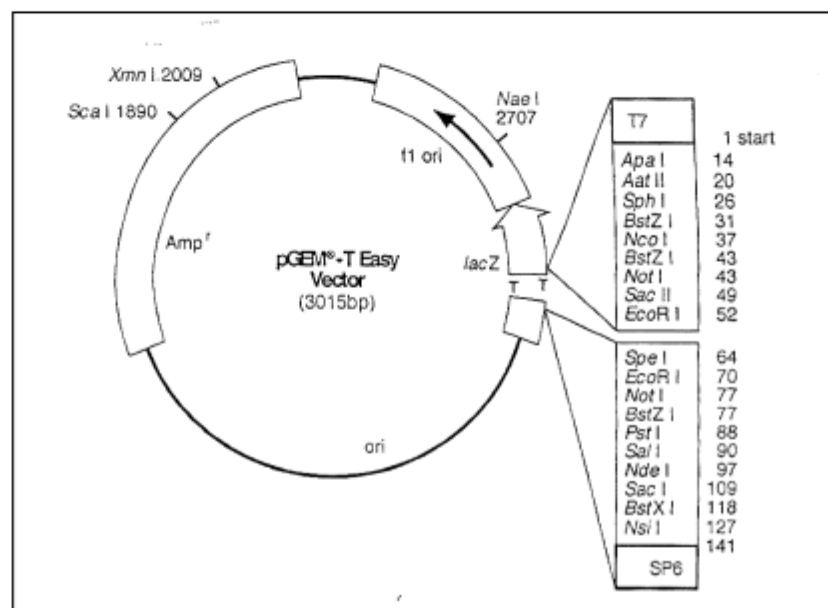 Xmn I 2009
Sca I 1890
Nae I
2707
f1 ori
Amp r
pGEM®-T Easy
Vector
(3015bp)
lacZ
T T
ori
T7
1 start
Apa I 14
Aat II 20
Sph I 26
BstZ I 31
Nco I 37
BstZ I 43
Not I 43
Sac II 49
EcoR I 52
Spe I 64
EcoR I 70
Not I 77
BstZ I 77
Pst I 88
Sal I 90
Nde I 97
Sac I 109
BstX I 118
Nsi I 127
141
SP6